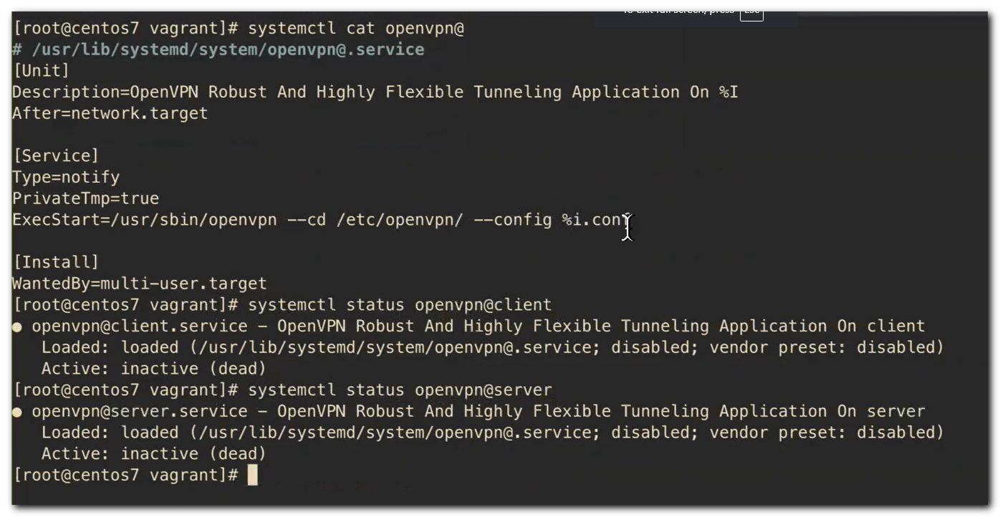 To exit full screen, press Esc
[root@centos7 vagrant]# systemctl cat openvpn@
# /usr/lib/systemd/system/openvpn@.service
[Unit]
Description=OpenVPN Robust And Highly Flexible Tunneling Application On %I
After=network.target
[Service]
Type=notify
PrivateTmp=true
ExecStart=/usr/sbin/openvpn --cd /etc/openvpn/ --config %i.conf
[Install]
WantedBy=multi-user.target
[root@centos7 vagrant]# systemctl status openvpn@client
● openvpn@client.service - OpenVPN Robust And Highly Flexible Tunneling Application On client
Loaded: loaded (/usr/lib/systemd/system/openvpn@.service; disabled; vendor preset: disabled)
Active: inactive (dead)
[root@centos7 vagrant]# systemctl status openvpn@server
● openvpn@server.service - OpenVPN Robust And Highly Flexible Tunneling Application On server
Loaded: loaded (/usr/lib/systemd/system/openvpn@.service; disabled; vendor preset: disabled)
Active: inactive (dead)
[root@centos7 vagrant]#